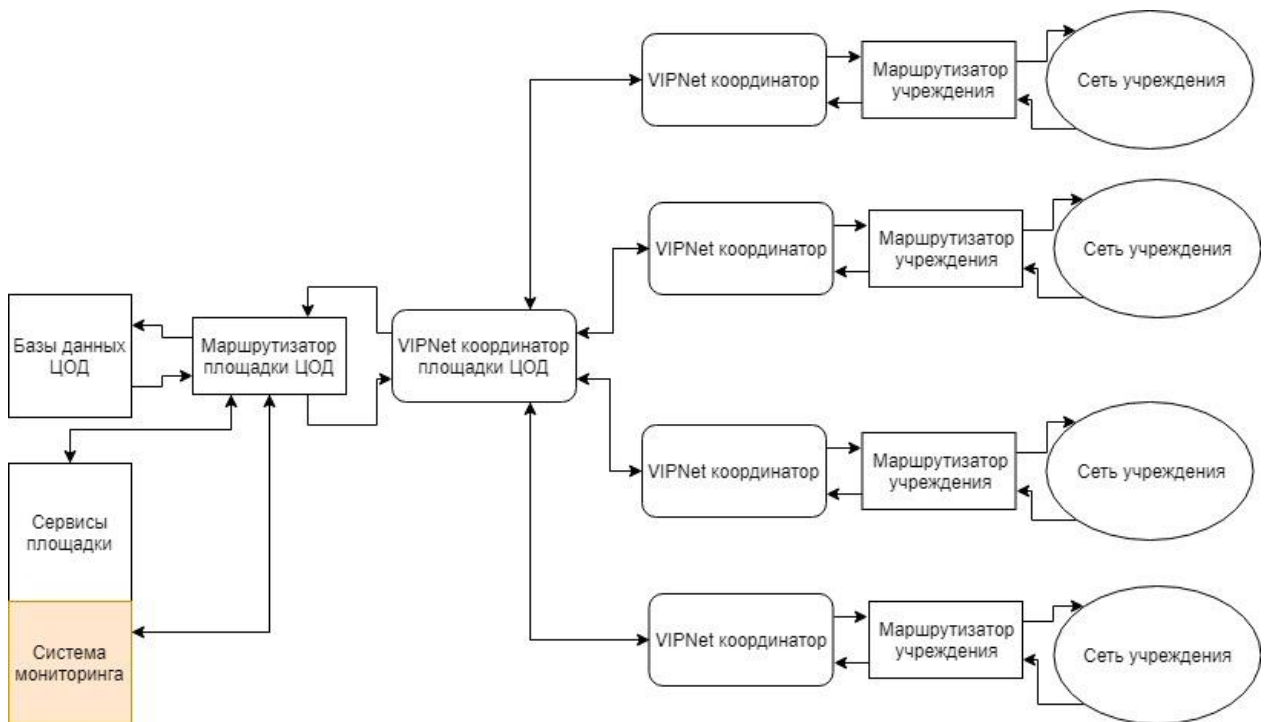 VIPNet координатор
Маршрутизатор
учреждения
Сеть учреждения
VIPNet координатор
Маршрутизатор
учреждения
Сеть учреждения
Базы данных
ЦОД
Маршрутизатор
площадки ЦОД
VIPNet координатор
площадки ЦОД
VIPNet координатор
Маршрутизатор
учреждения
Сеть учреждения
Сервисы
площадки
VIPNet координатор
Маршрутизатор
учреждения
Сеть учреждения
Система
мониторинга